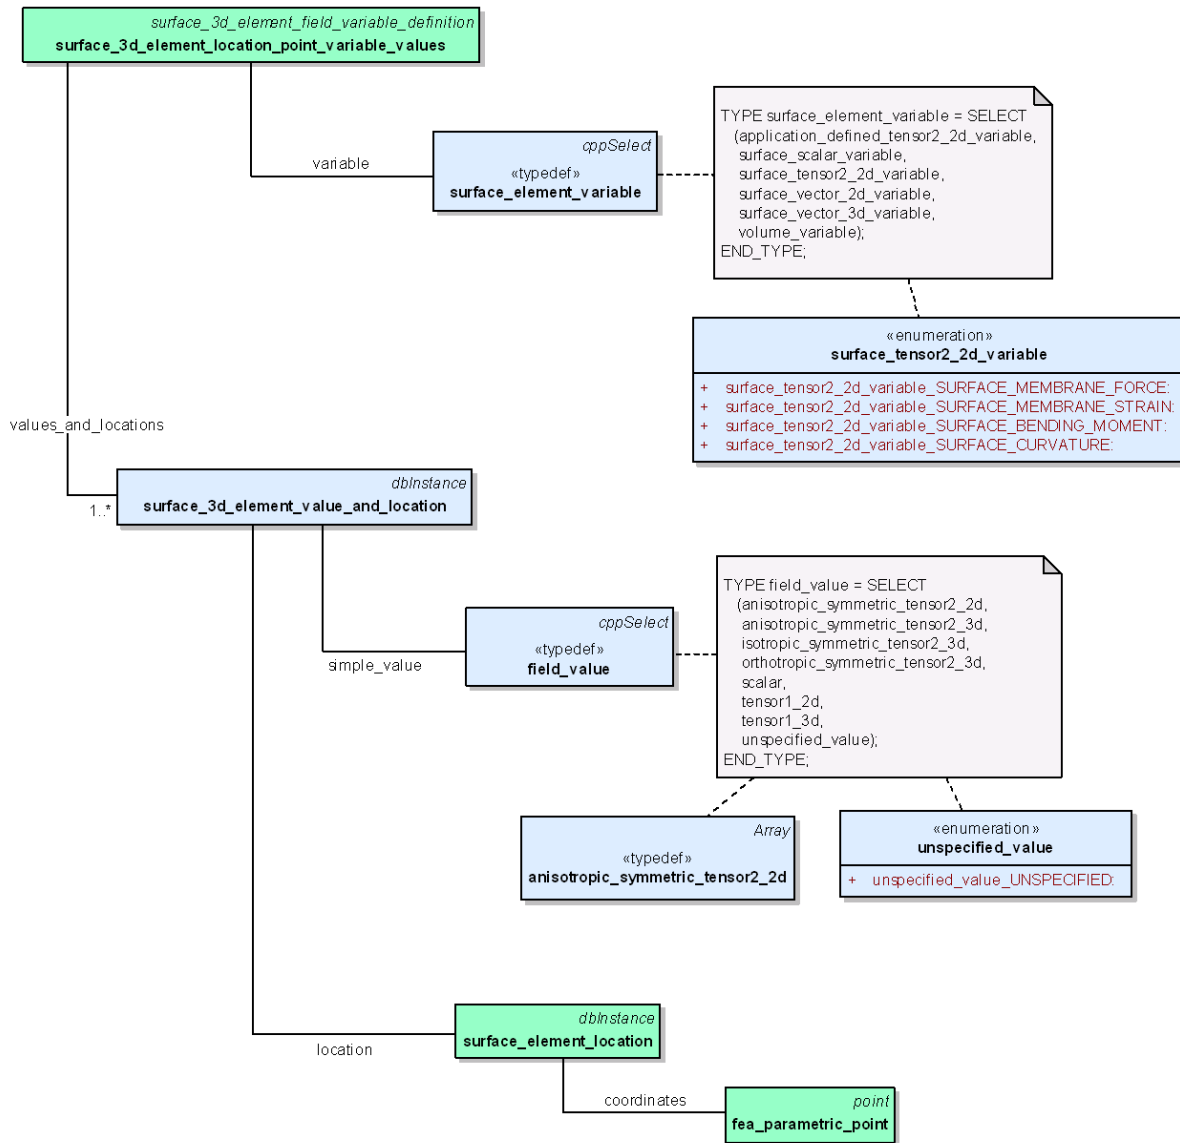 surface_3d_element_field_variable_definition
surface_3d_element_location_point_variable_values
TYPE surface_element_variable = SELECT
(application_defined_tensor2_2d_variable,
surface_scalar_variable,
surface_tensor2_2d_variable,
surface_vector_2d_variable,
surface_vector_3d_variable,
volume_variable);
END_TYPE;
cppSelect
«typedef»
surface_element_variable
variable
«enumeration»
surface_tensor2_2d_variable
+ surface_tensor2_2d_variable_SURFACE_MEMBRANE_FORCE:
+ surface_tensor2_2d_variable_SURFACE_MEMBRANE_STRAIN:
+ surface_tensor2_2d_variable_SURFACE_BENDING_MOMENT:
+ surface_tensor2_2d_variable_SURFACE_CURVATURE:
values_and_locations
1..*
dbInstance
surface_3d_element_value_and_location
TYPE field_value = SELECT
(anisotropic_symmetric_tensor2_2d,
anisotropic_symmetric_tensor2_3d,
isotropic_symmetric_tensor2_3d,
orthotropic_symmetric_tensor2_3d,
scalar,
tensor1_2d,
tensor1_3d,
unspecified_value);
END_TYPE;
cppSelect
«typedef»
field_value
simple_value
Array
«typedef»
anisotropic_symmetric_tensor2_2d
«enumeration»
unspecified_value
+ unspecified_value_UNSPECIFIED:
dbInstance
surface_element_location
location
coordinates
point
fea_parametric_point